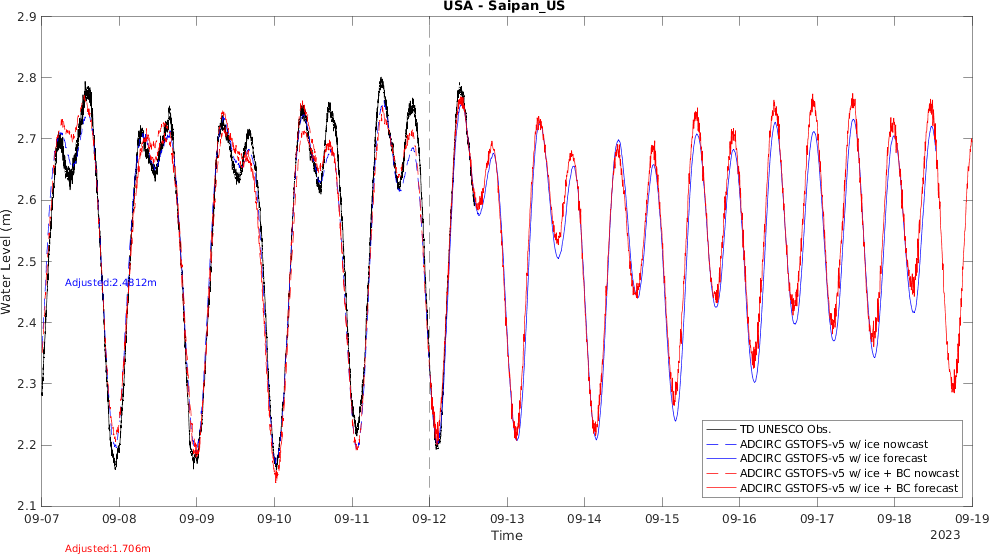 USA - Saipan_US
2.9
2.8
2.7
2.6
2.5
2.4
2.3
2.2
2.1
Water Level (m)
Adjusted:2.4812m
TD UNESCO Obs.
ADCIRC GSTOFS-v5 w/ ice nowcast
ADCIRC GSTOFS-v5 w/ ice forecast
ADCIRC GSTOFS-v5 w/ ice + BC nowcast
ADCIRC GSTOFS-v5 w/ ice + BC forecast
09-07 09-08 09-09 09-10 09-11 09-12 09-13 09-14 09-15 09-16 09-17 09-18 09-19
Time
2023
Adjusted:1.706m